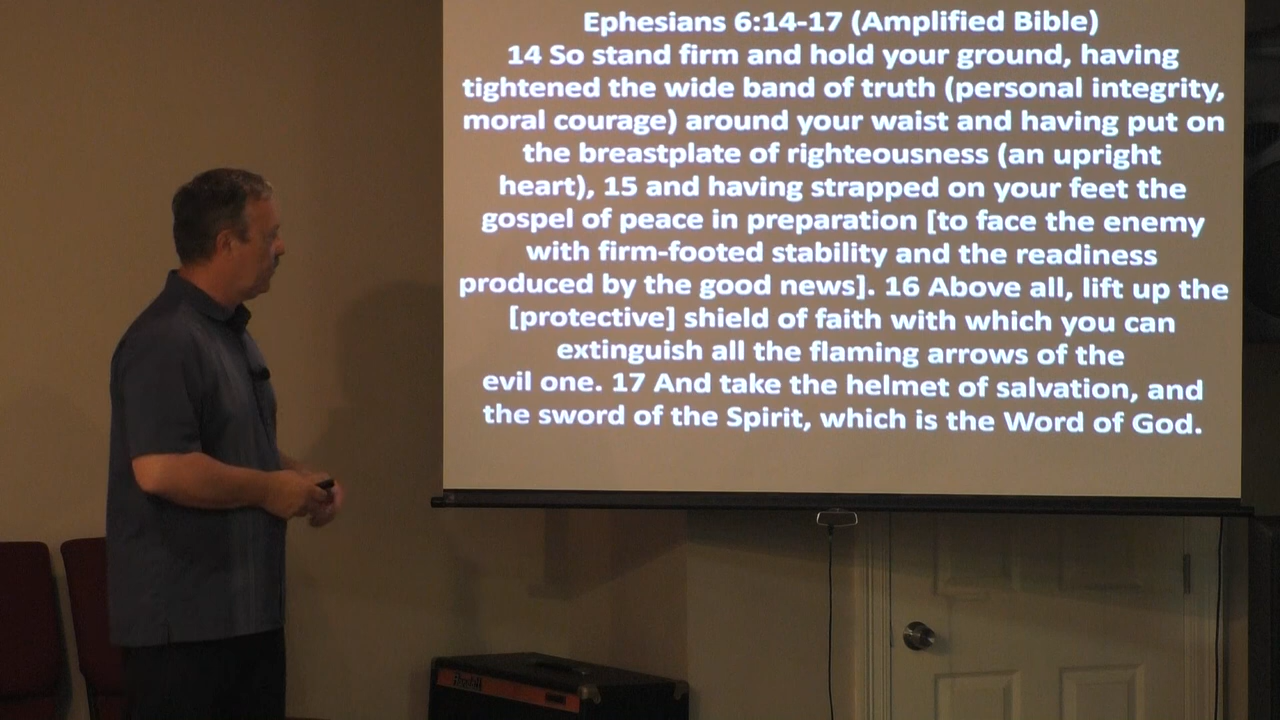 Ephesians 6:14-17 (Amplified Bible)
14 So stand firm and hold your ground, having
tightened the wide band of truth (personal integrity,
moral courage) around your waist and having put on
the breastplate of righteousness (an upright
heart), 15 and having strapped on your feet the
gospel of peace in preparation [to face the enemy
with firm-footed stability and the readiness
produced by the good news]. 16 Above all, lift up the
[protective] shield of faith with which you can
extinguish all the flaming arrows of the
evil one. 17 And take the helmet of salvation, and
the sword of the Spirit, which is the Word of God.